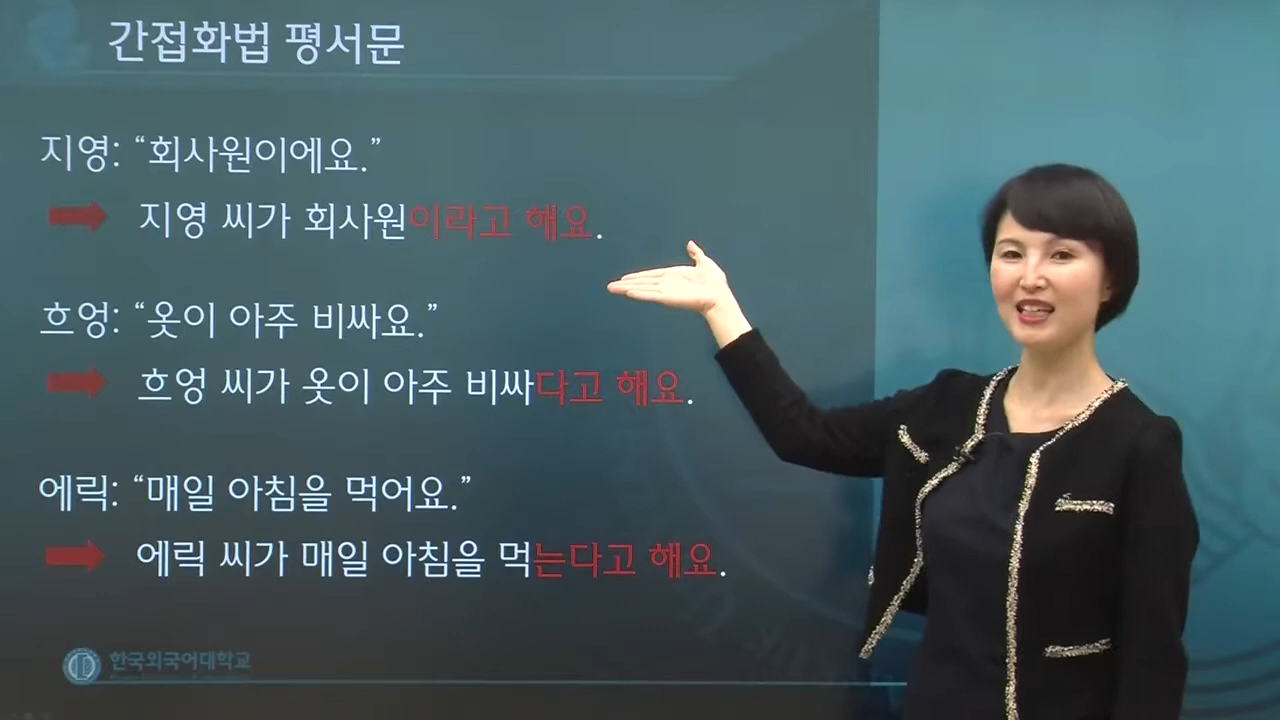 간접화법 평서문
지영: “회사원이에요.”
지영 씨가 회사원이라고 해요.
흐엉: “옷이 아주 비싸요.”
흐엉 씨가 옷이 아주 비싸다고 해요.
에릭: “매일 아침을 먹어요.”
에릭 씨가 매일 아침을 먹는다고 해요.
한국외국어대학교